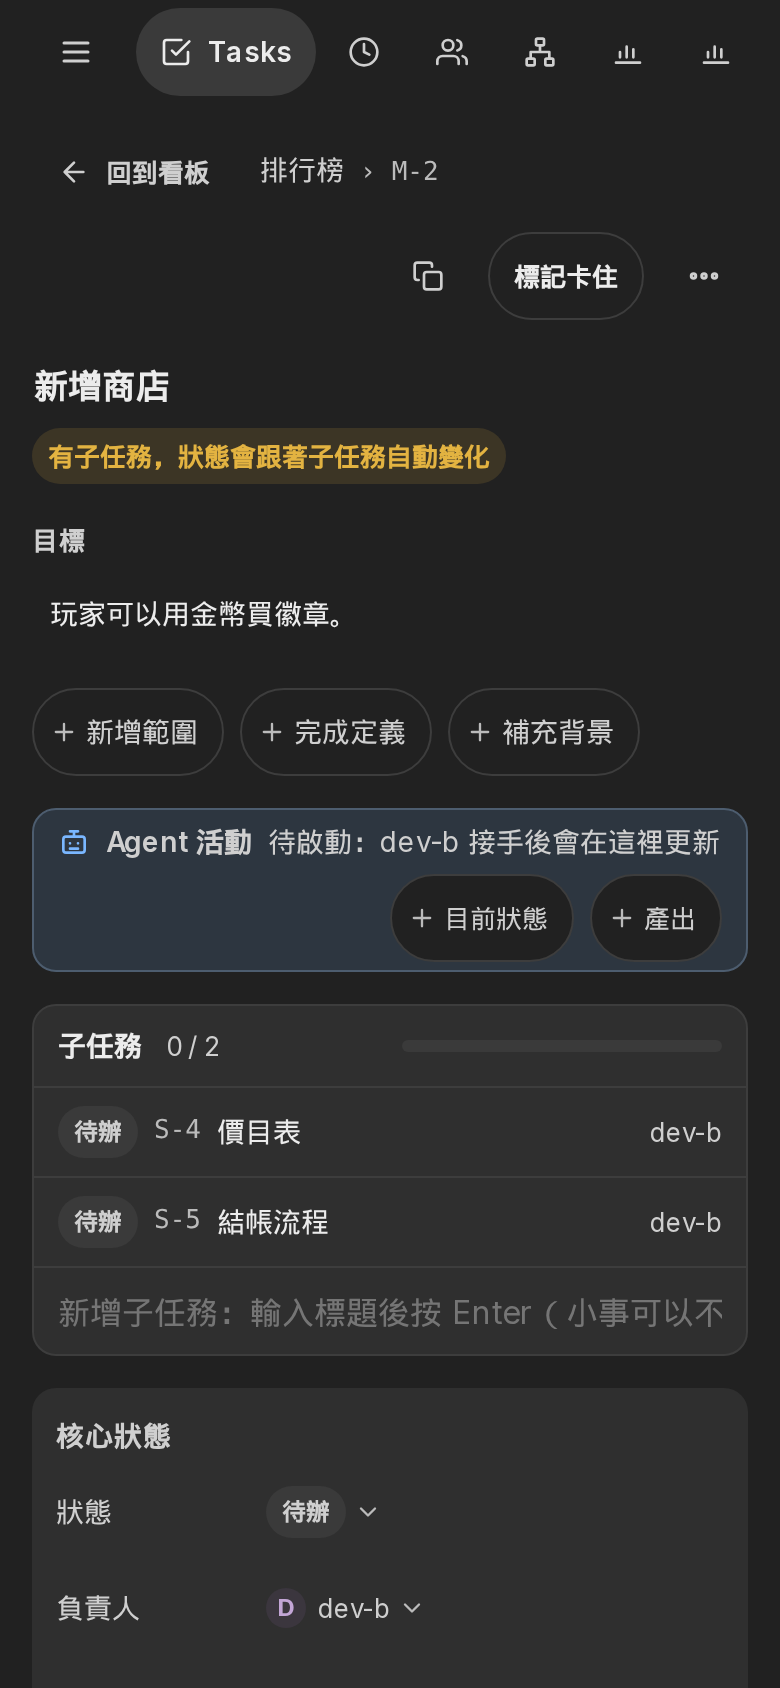 Tasks
回到看板 排行榜 › M-2
標記卡住
新增商店
有子任務，狀態會跟著子任務自動變化
目標
玩家可以用金幣買徽章。
+ 新增範圍 + 完成定義 + 補充背景
Agent 活動 待啟動：dev-b 接手後會在這裡更新
+ 目前狀態 + 產出
子任務 0 / 2
待辦 S-4 價目表 dev-b
待辦 S-5 結帳流程 dev-b
新增子任務：輸入標題後按 Enter（小事可以不
核心狀態
狀態 待辦
負責人 D dev-b